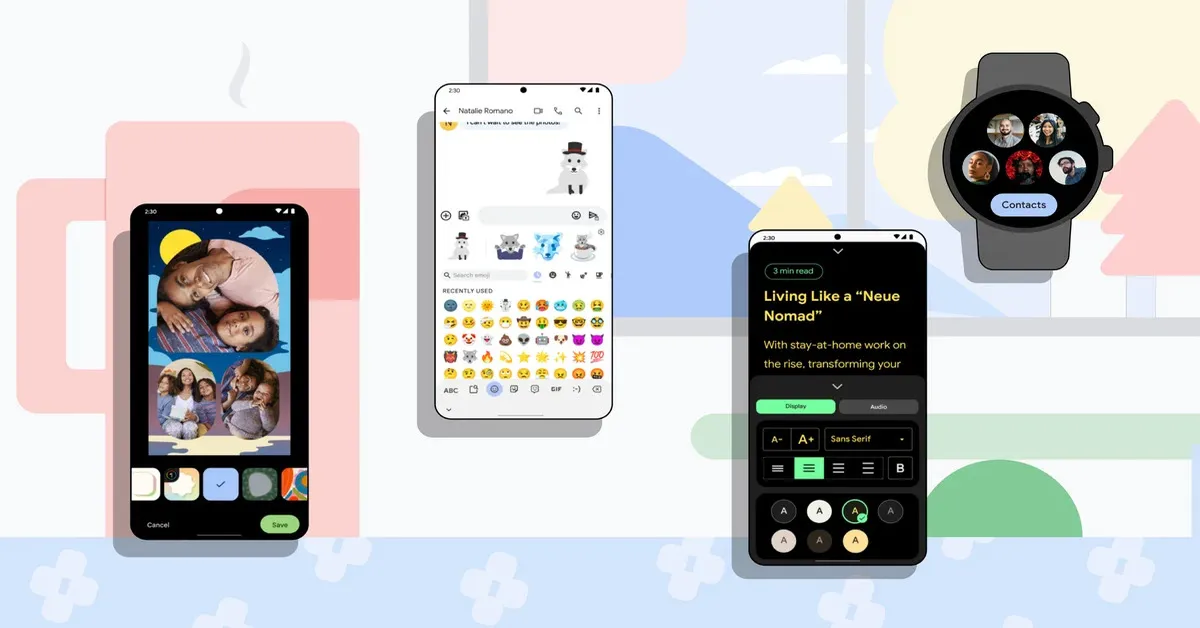 2:30
Cancel
Save
2:30
Natalie Romano
I can't wait to see the photos!
Search emoji
RECENTLY USED
ABC
GIF
:-)
2:30
3 min read
Living Like a “Neue
Nomad”
With stay-at-home work on
the rise, transforming your
Display
Audio
A-
A+
Sans Serif
B
A
A
A
A
A
A
A
Contacts